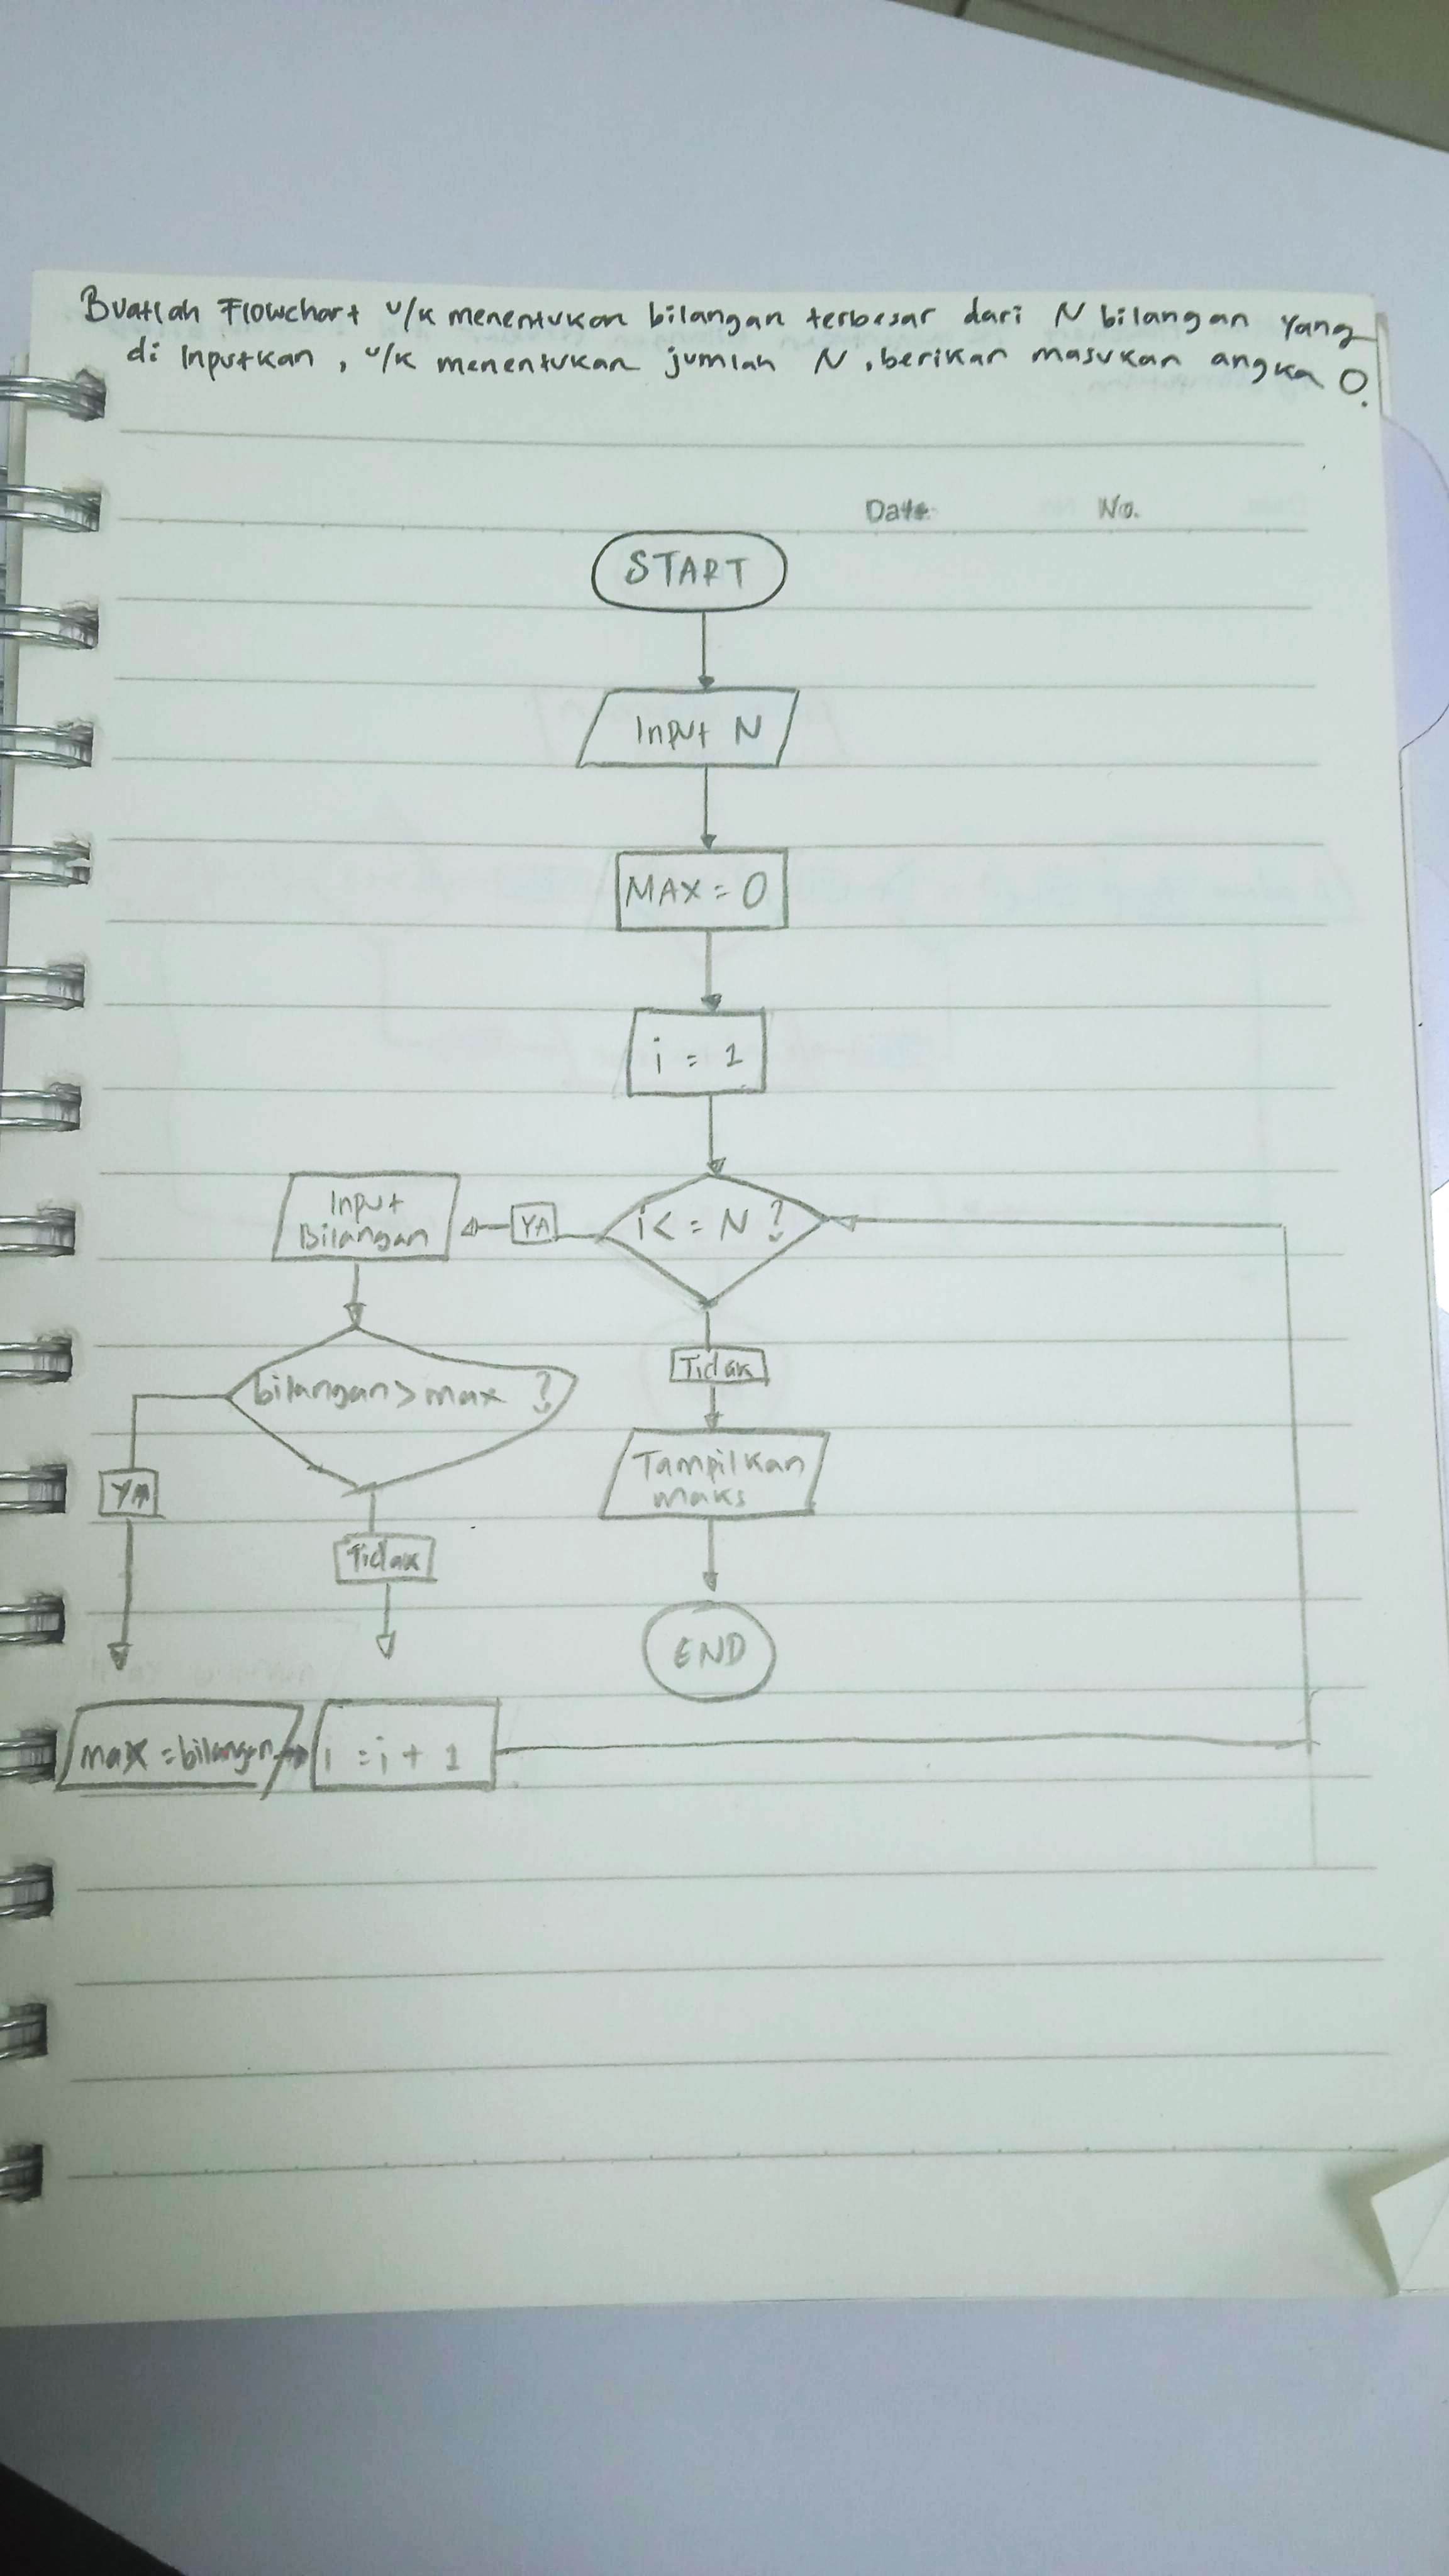 Buatlah Flowchart u/k menentukan bilangan terbesar dari N bilangan yang
di Inputkan, u/k menentukan jumlah N, berikan masukan angka 0.
Date: No.
START
Input N
MAX = 0
i = 1
i <= N ?
YA
Input
Bilangan
bilangan > max ?
Tidak
Tampilkan
maks
YA
Tidak
END
max = bilangan
i = i + 1